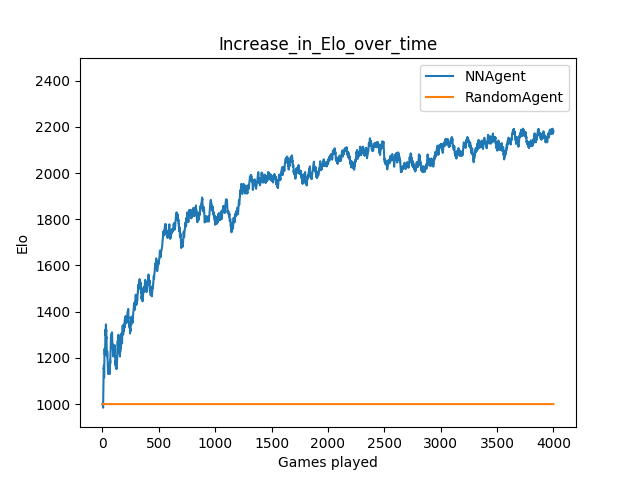 Increase_in_Elo_over_time
NNAgent
RandomAgent
2400
2200
2000
1800
1600
1400
1200
1000
Elo
0 500 1000 1500 2000 2500 3000 3500 4000
Games played